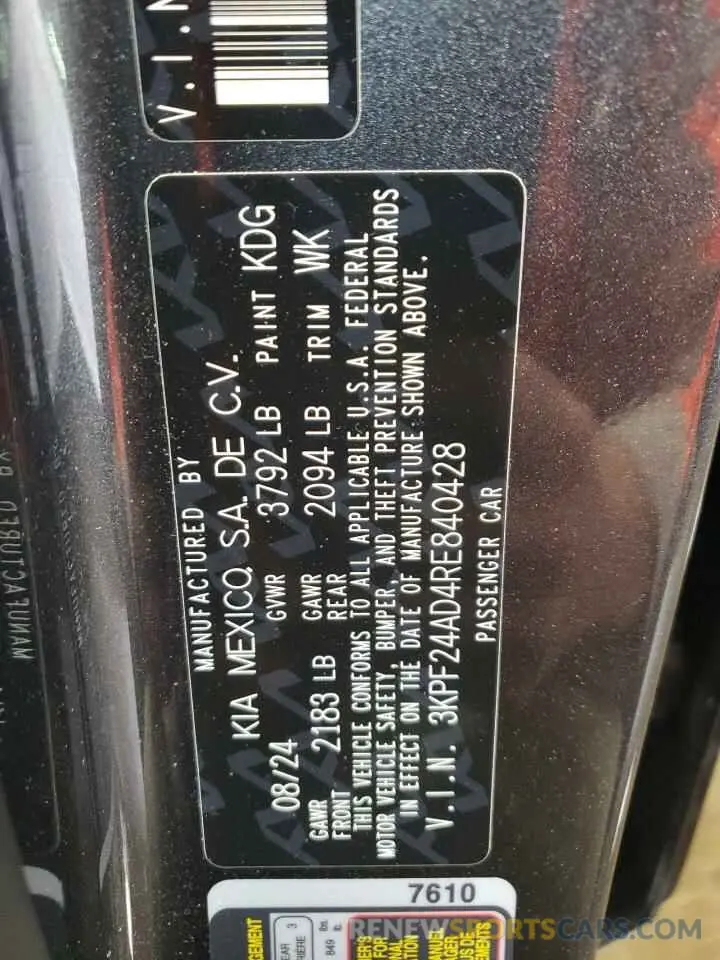 V.I.N
MANUFACTURED BY
KIA MEXICO, S.A. DE C.V.
08/24 GVWR 3792 LB PAINT KDG
GAWR FRONT 2183 LB GAWR REAR 2094 LB TRIM WK
THIS VEHICLE CONFORMS TO ALL APPLICABLE U.S.A. FEDERAL
MOTOR VEHICLE SAFETY, BUMPER, AND THEFT PREVENTION STANDARDS
IN EFFECT ON THE DATE OF MANUFACTURE SHOWN ABOVE.
V.I.N. 3KPF24AD4RE840428
PASSENGER CAR
7610
RENEWSPORTSCARS.COM
MANUFACTURED BY